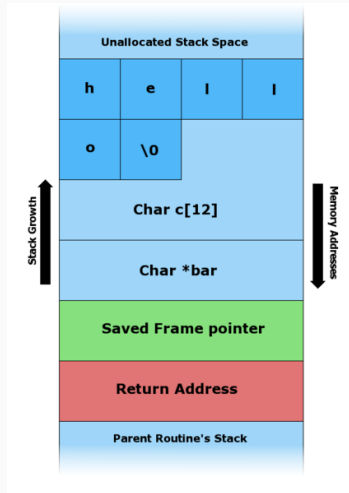 Unallocated Stack Space
h e l l
o \0
Char c[12]
Char *bar
Saved Frame pointer
Return Address
Parent Routine's Stack
Stack Growth
Memory Addresses